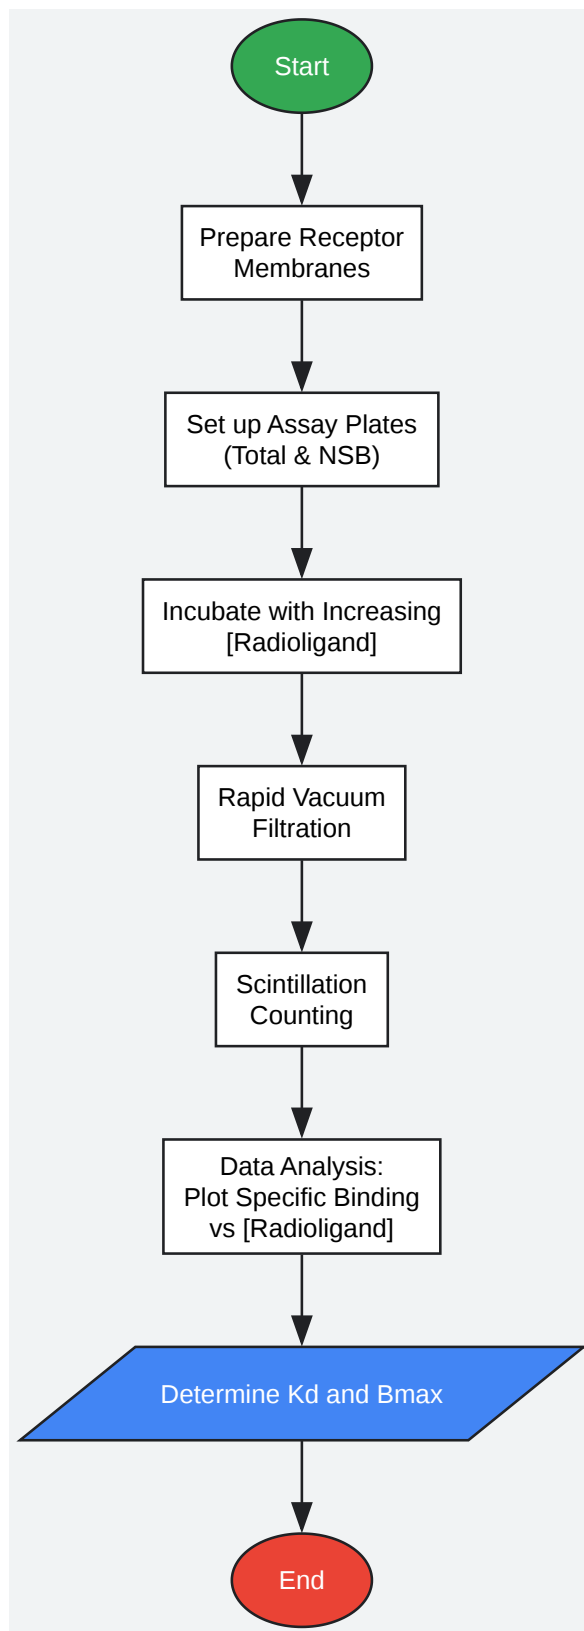 Start
Prepare Receptor
Membranes
Set up Assay Plates
(Total & NSB)
Incubate with Increasing
[Radioligand]
Rapid Vacuum
Filtration
Scintillation
Counting
Data Analysis:
Plot Specific Binding
vs [Radioligand]
Determine Kd and Bmax
End